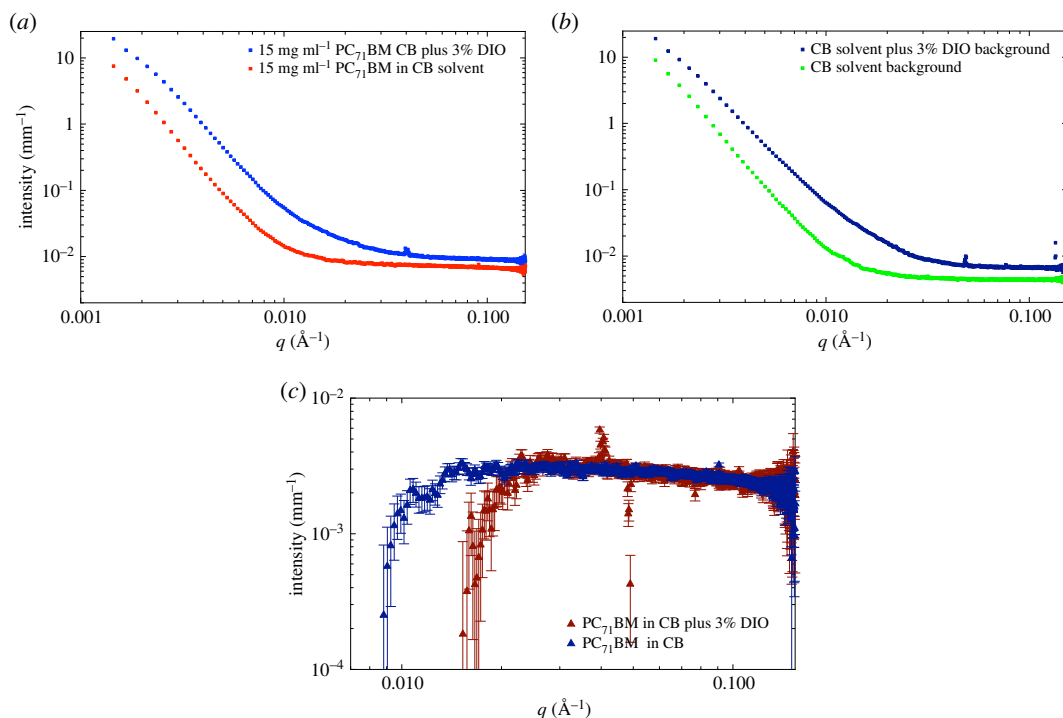 (a)
15 mg ml⁻¹ PC₇₁BM CB plus 3% DIO
15 mg ml⁻¹ PC₇₁BM in CB solvent
10
1
10⁻¹
10⁻²
intensity (mm⁻¹)
0.001
0.010
0.100
q (Å⁻¹)
(b)
CB solvent plus 3% DIO background
CB solvent background
10
1
10⁻¹
10⁻²
0.001
0.010
0.100
q (Å⁻¹)
(c)
10⁻²
10⁻³
10⁻⁴
intensity (mm⁻¹)
PC₇₁BM in CB plus 3% DIO
PC₇₁BM in CB
0.010
0.100
q (Å⁻¹)